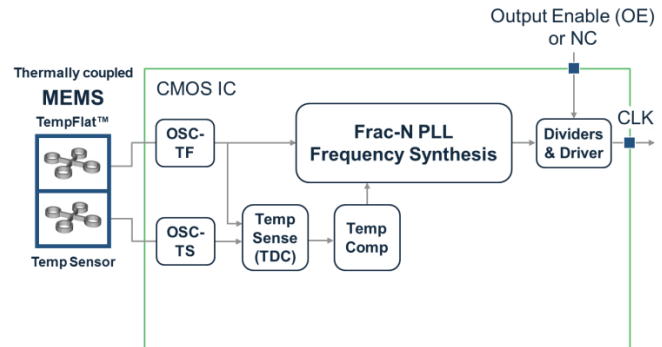 Output Enable (OE)
or NC
Thermally coupled
MEMS
TempFlat™
CMOS IC
CLK
OSC-
TF
Frac-N PLL
Frequency Synthesis
Dividers
& Driver
OSC-
TS
Temp
Sense
(TDC)
Temp
Comp
Temp Sensor